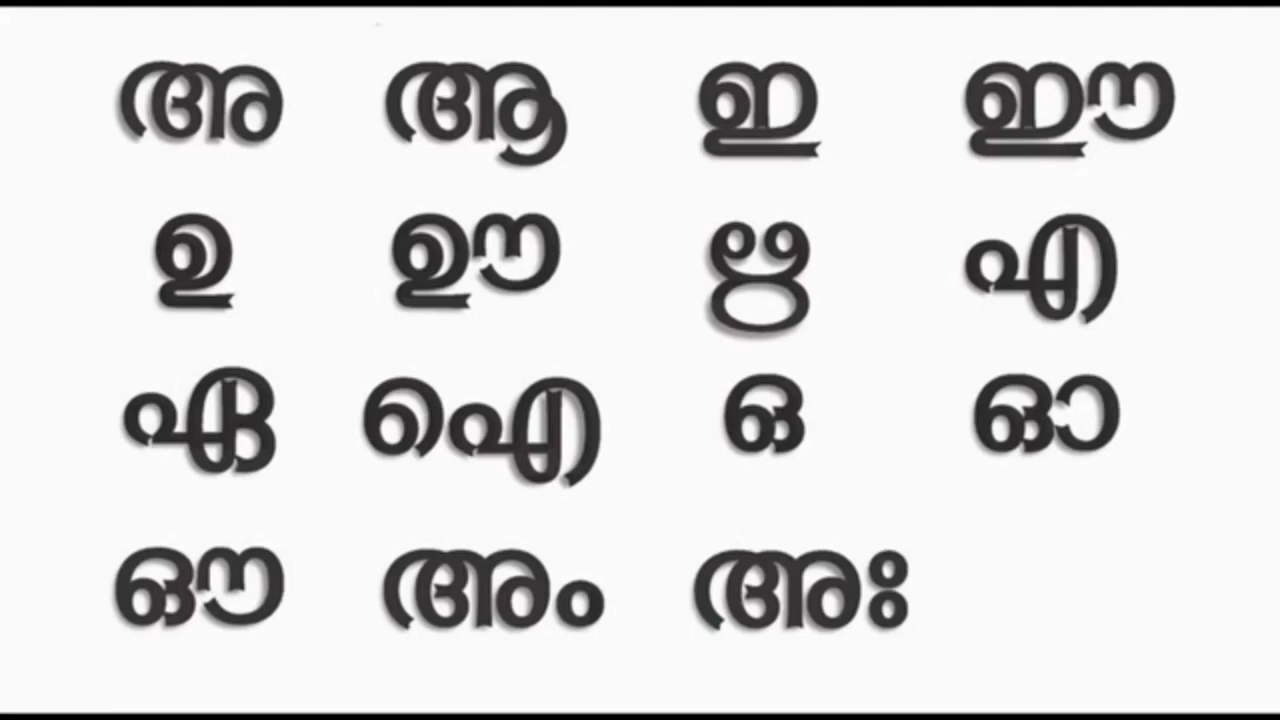 അ ആ ഇ ഈ
ഉ ഊ ഋ എ
ഏ ഐ ഒ ഓ
ഔ അം അഃ